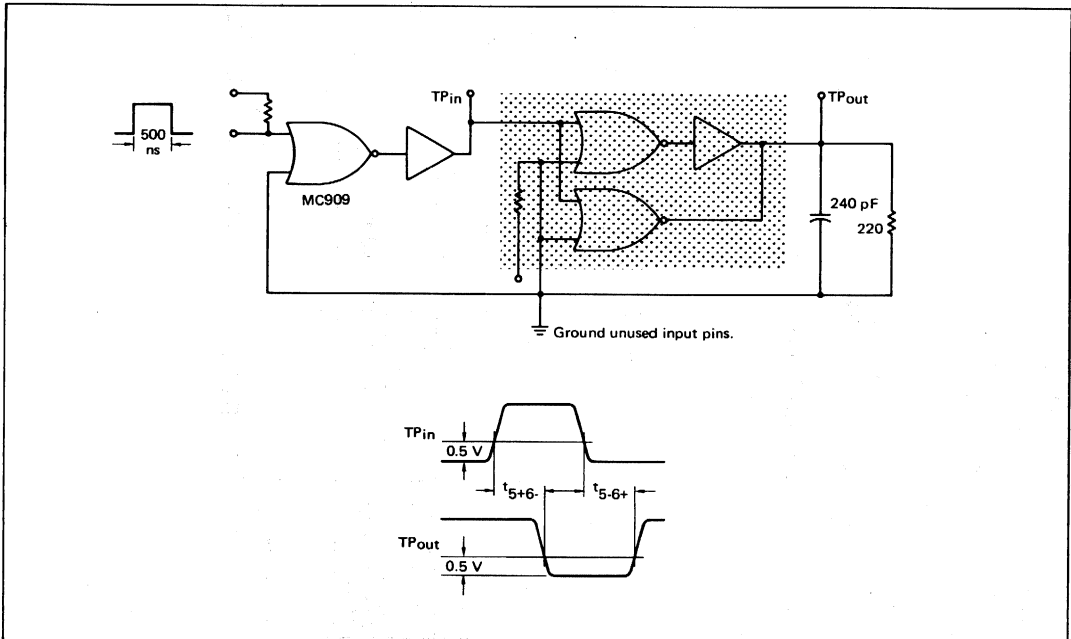 TPin
TPout
500
ns
MC909
240 pF
220
Ground unused input pins.
TPin
0.5 V
t5+6-
t5-6+
TPout
0.5 V